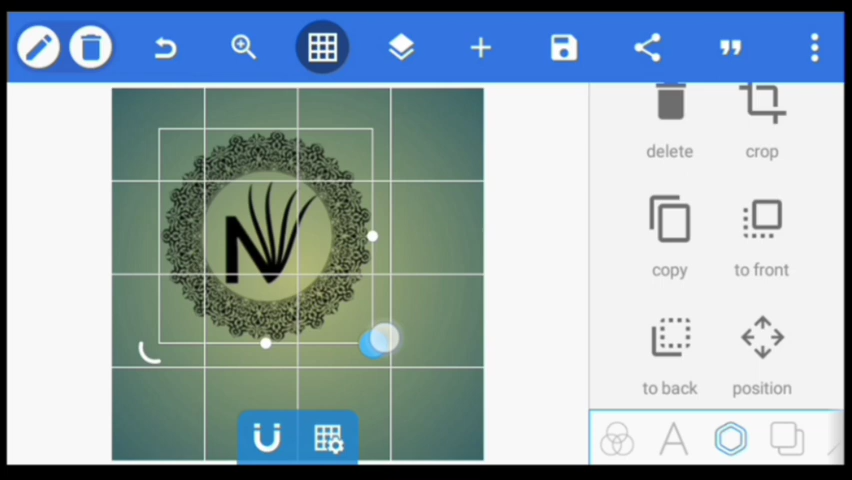 delete
crop
copy
to front
to back
position
N
A